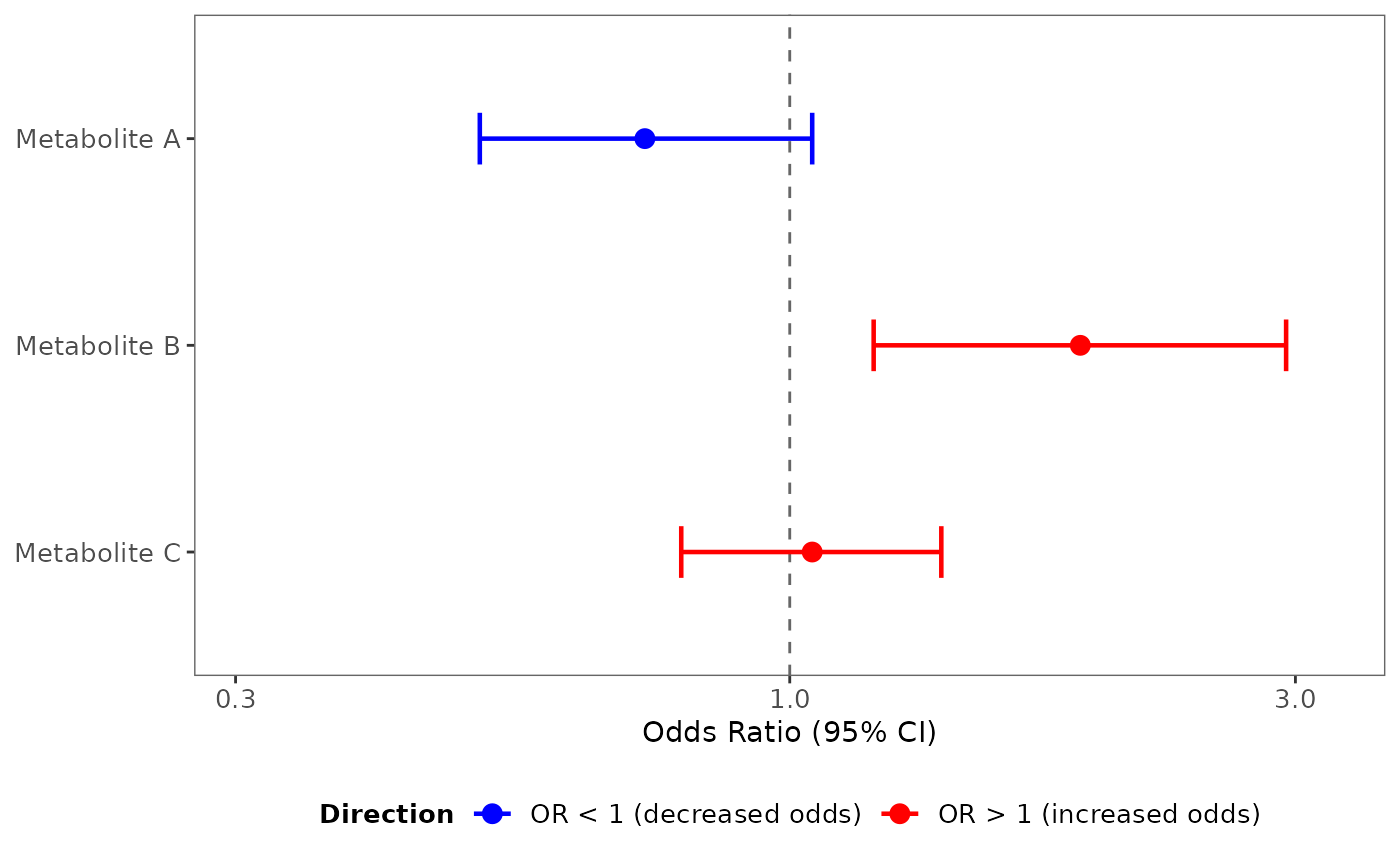 Metabolite A
Metabolite B
Metabolite C
0.3 1.0 3.0
Odds Ratio (95% CI)
Direction OR < 1 (decreased odds) OR > 1 (increased odds)